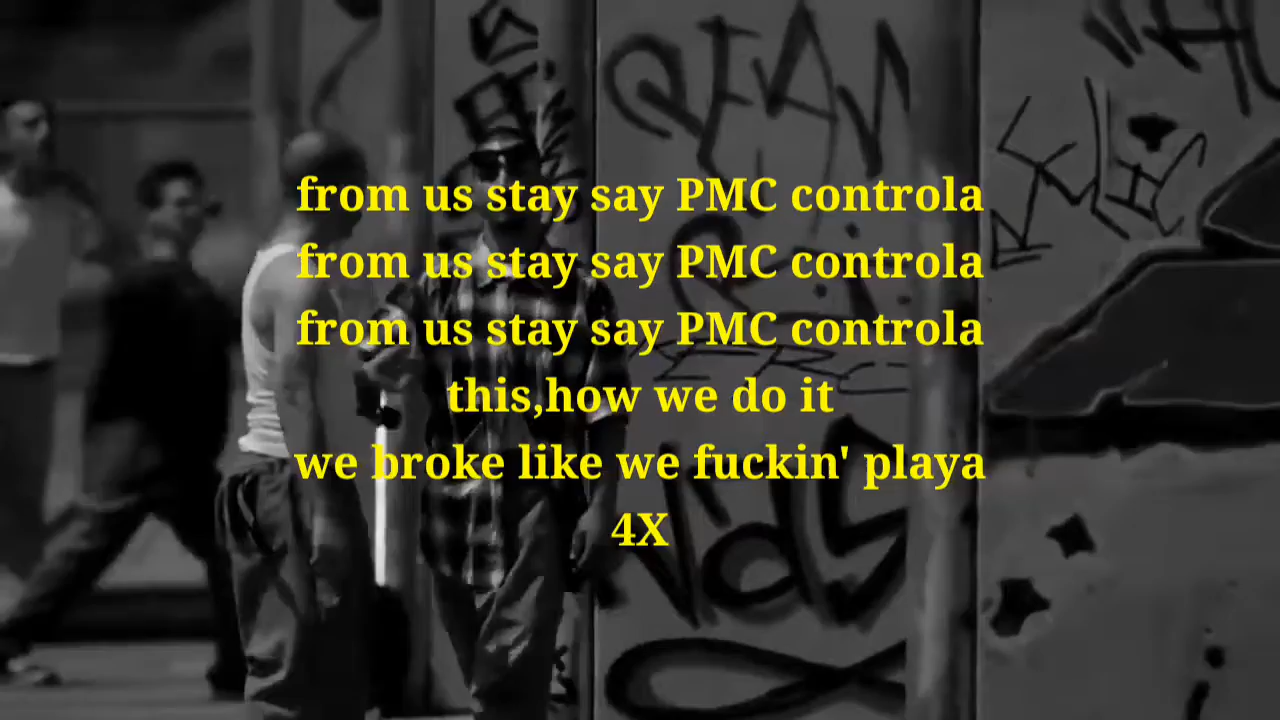 from us stay say PMC controla
from us stay say PMC controla
from us stay say PMC controla
this,how we do it
we broke like we fuckin' playa
4X